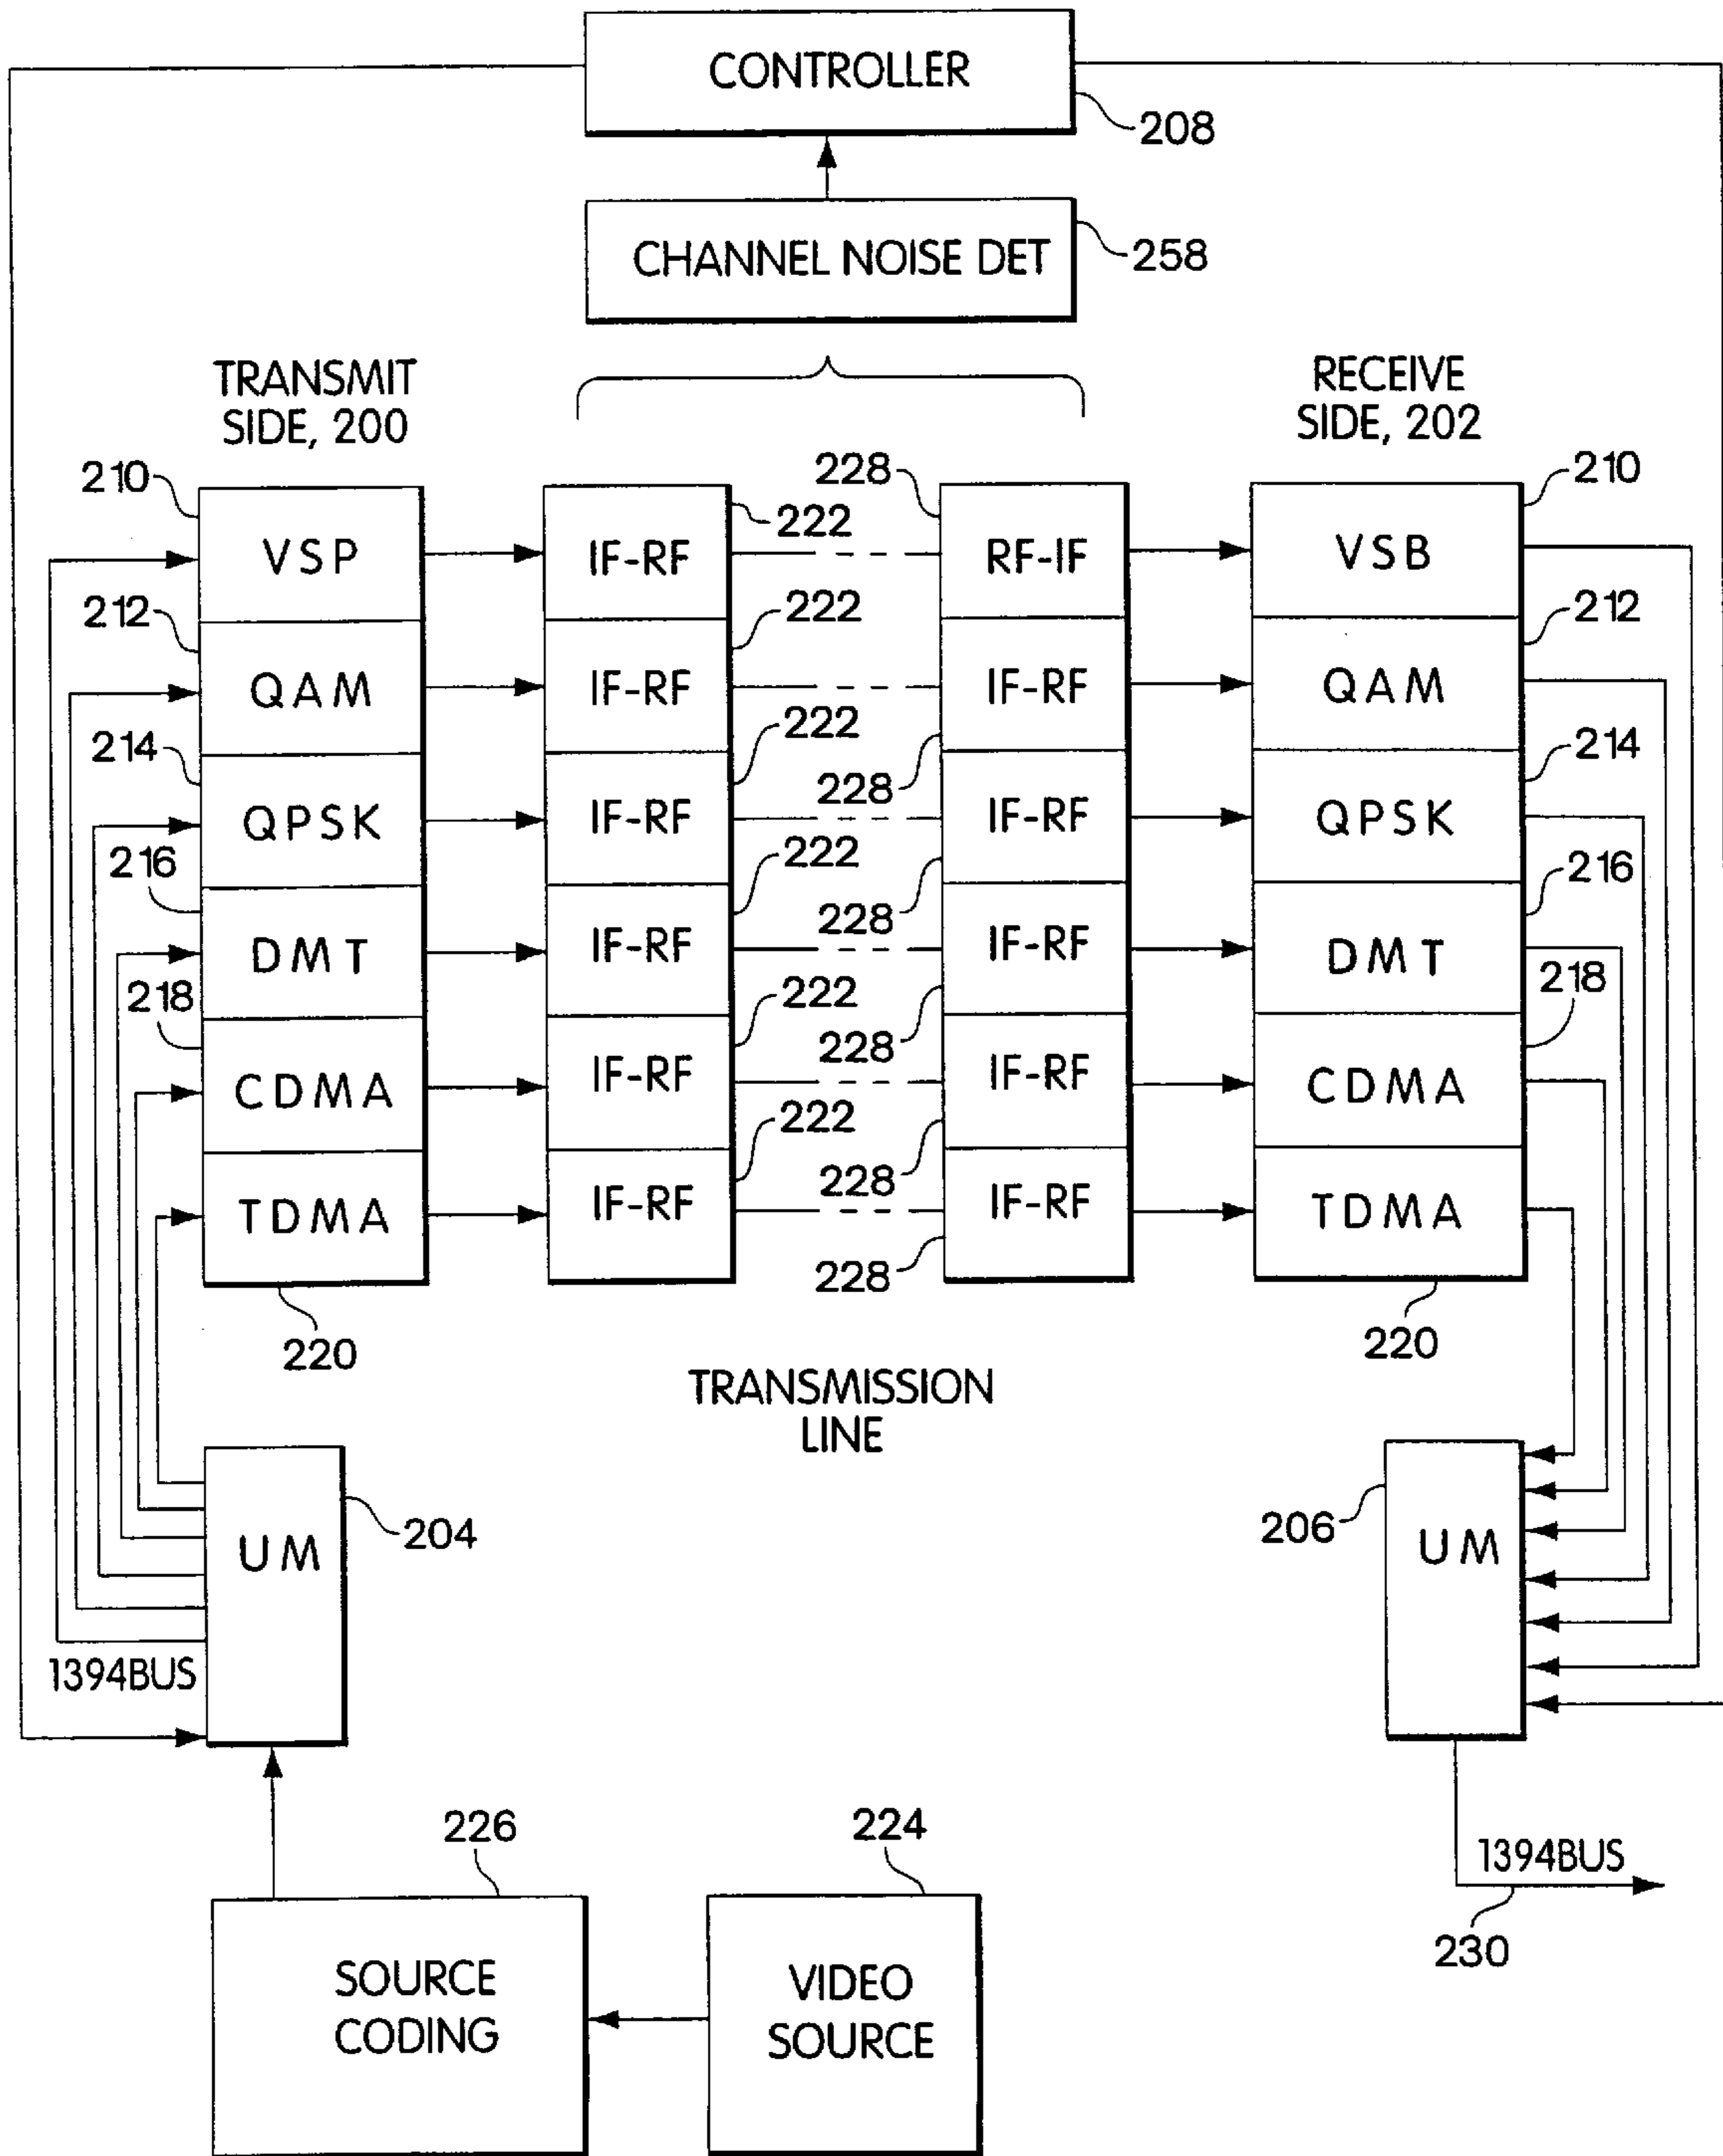 CONTROLLER
208
CHANNEL NOISE DET
258
TRANSMIT
SIDE, 200
RECEIVE
SIDE, 202
210
222
228
210
VSP
IF-RF
RF-IF
VSB
212
222
212
QAM
IF-RF
IF-RF
QAM
214
222
228
214
QPSK
IF-RF
IF-RF
QPSK
216
222
228
216
DMT
IF-RF
IF-RF
DMT
218
222
228
218
CDMA
IF-RF
IF-RF
CDMA
222
228
TDMA
IF-RF
IF-RF
TDMA
228
220
220
TRANSMISSION
LINE
UM
204
206
UM
1394BUS
226
224
1394BUS
230
SOURCE
CODING
VIDEO
SOURCE